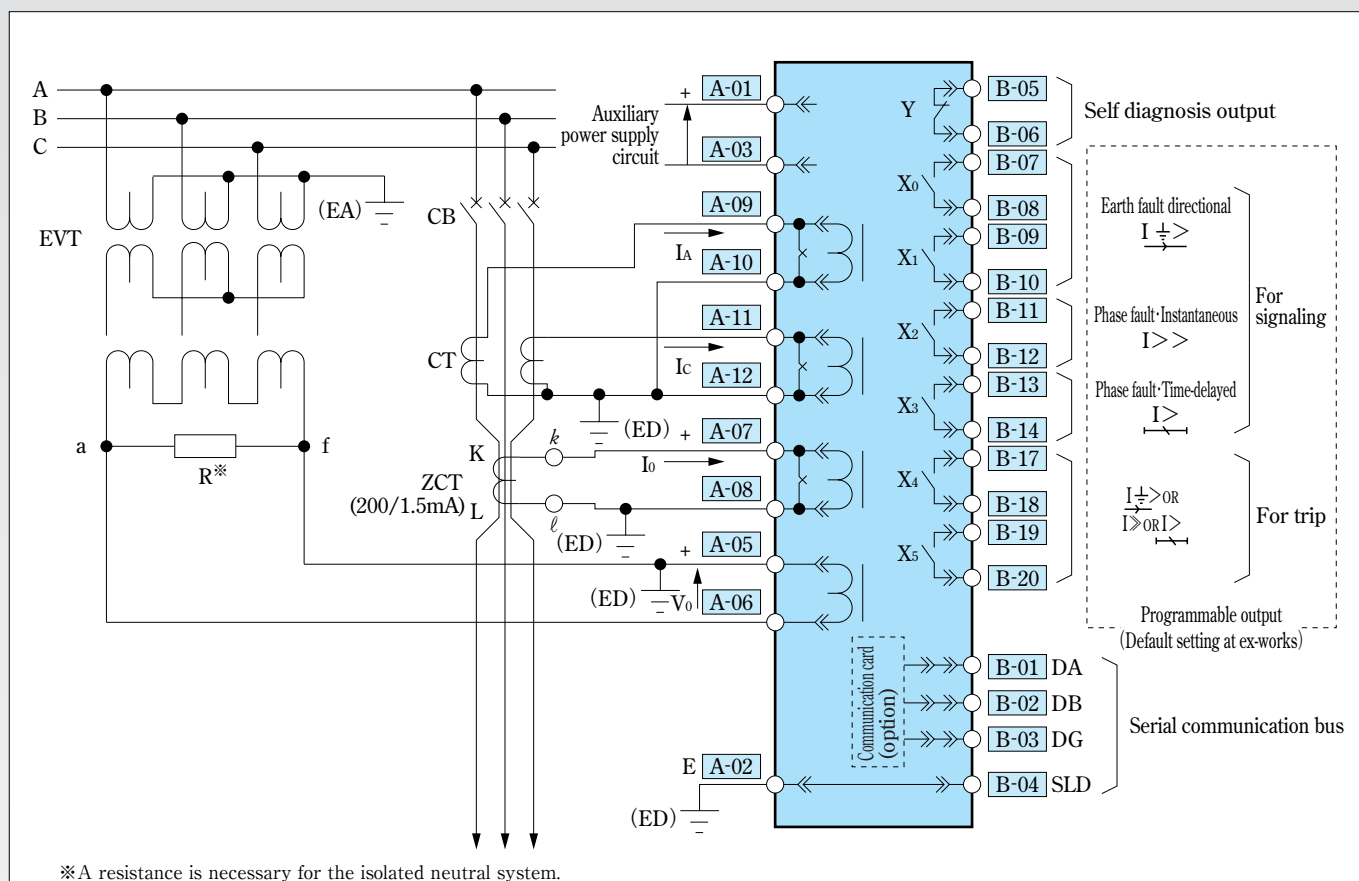 A
B
C
EVT
(EA)
a
f
R※
CB
CT
K
ZCT
(200/1.5mA) L
k
ℓ
Auxiliary
power supply
circuit
+ A-01
A-03
A-09
IA
A-10
A-11
IC
A-12
(ED)
+ A-07
I0
A-08
(ED)
+ A-05
(ED)
V0 A-06
E A-02
(ED)
Y
X0
X1
X2
X3
X4
X5
Communication card
(option)
B-05
B-06
B-07
B-08
B-09
B-10
B-11
B-12
B-13
B-14
B-17
B-18
B-19
B-20
B-01 DA
B-02 DB
B-03 DG
B-04 SLD
Self diagnosis output
Earth fault directional
I ⏚>
Phase fault·Instantaneous
I>>
Phase fault·Time-delayed
I>
For
signaling
I⏚>OR
I≫ORI>
For trip
Programmable output
(Default setting at ex-works)
Serial communication bus
※A resistance is necessary for the isolated neutral system.